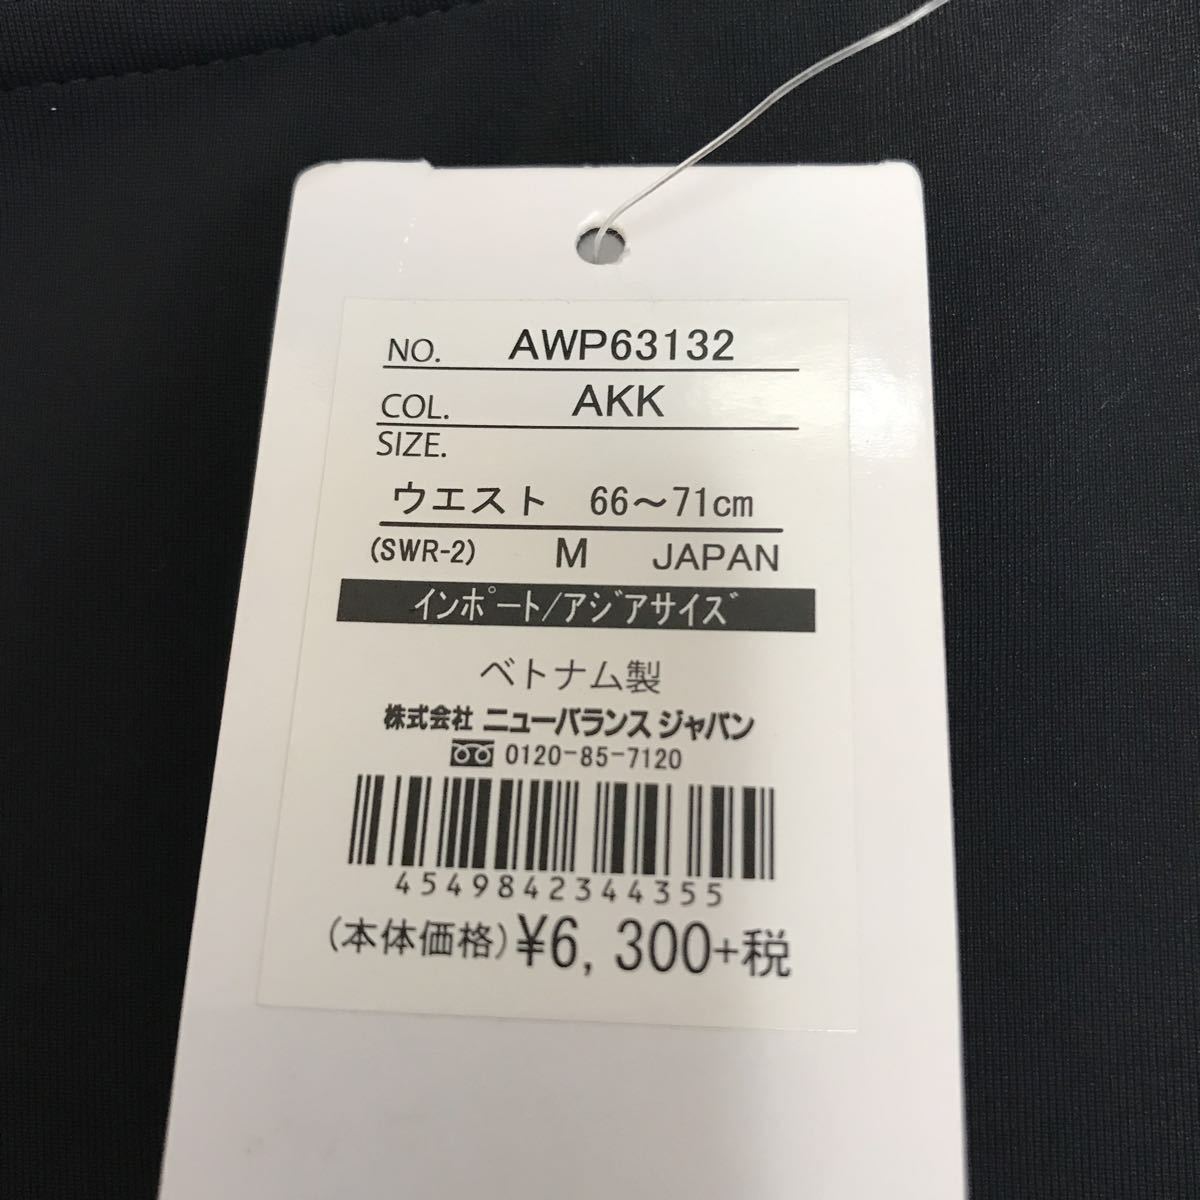 NO. AWP63132
COL. AKK
SIZE.
ウエスト 66～71cm
(SWR-2) M JAPAN
インポート/アジアサイズ
ベトナム製
株式会社 ニューバランス ジャパン
0120-85-7120
4549842344355
(本体価格)¥6,300+税